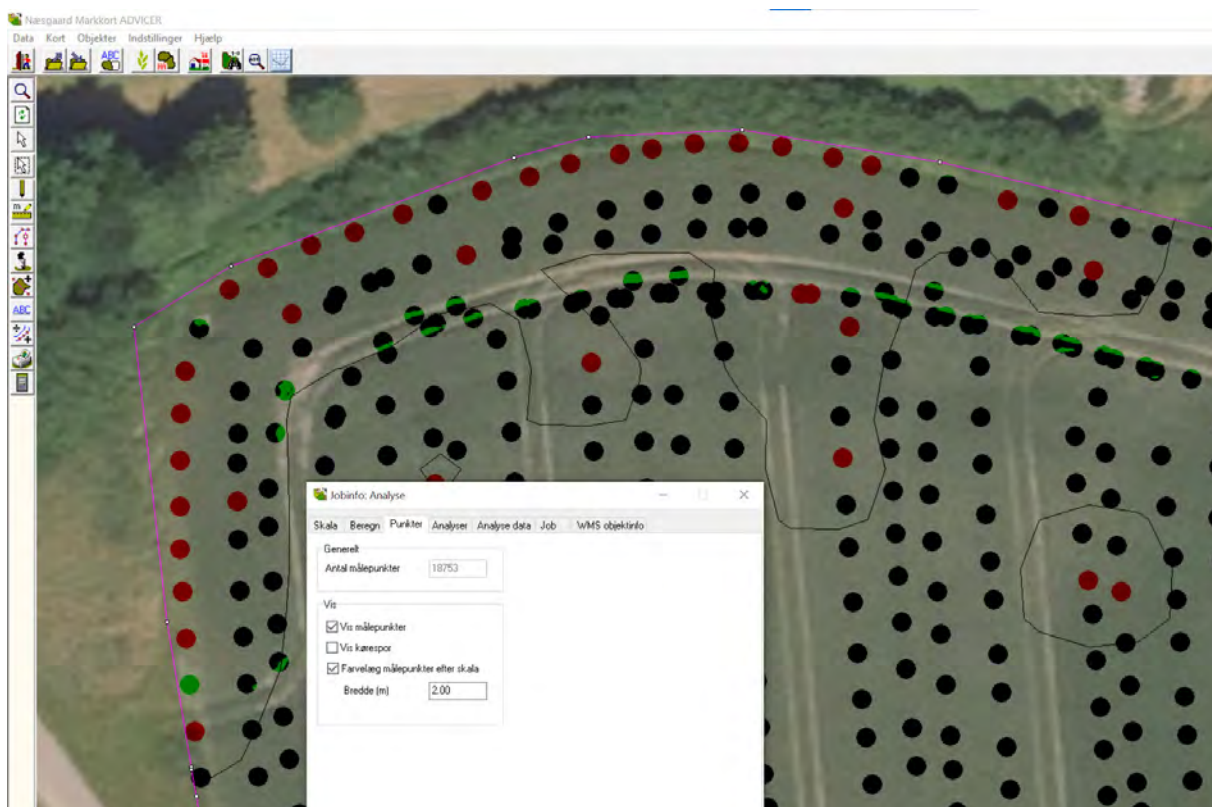 Næsgaard Markkort ADVICER
Data Kort Objekter Indstillinger Hjælp
ABC
m
ABC
Jobinfo: Analyse
Skala Beregn Punkter Analyser Analyse data Job WMS objektinfo
Generelt
Antal målepunkter 18753
Vis
Vis målepunkter
Vis kørespor
Farvelæg målepunkter efter skala
Bredde (m) 2.00